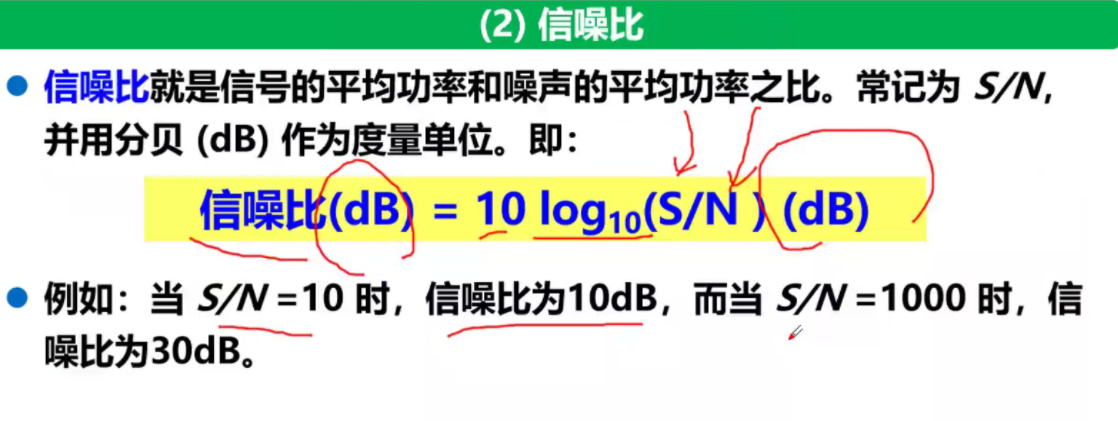 (2) 信噪比
● 信噪比就是信号的平均功率和噪声的平均功率之比。常记为 S/N，
并用分贝 (dB) 作为度量单位。即：
信噪比(dB) = 10 log₁₀(S/N ) (dB)
● 例如：当 S/N =10 时，信噪比为10dB，而当 S/N =1000 时，信
噪比为30dB。